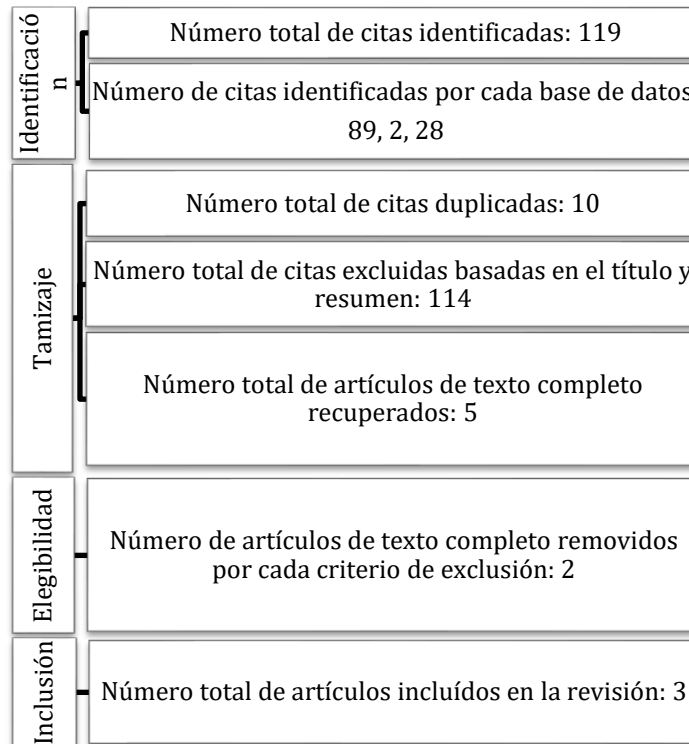 Identificació
n
Número total de citas identificadas: 119
Número de citas identificadas por cada base de datos
89, 2, 28
Tamizaje
Número total de citas duplicadas: 10
Número total de citas excluidas basadas en el título y
resumen: 114
Número total de artículos de texto completo
recuperados: 5
Elegibilidad
Número de artículos de texto completo removidos
por cada criterio de exclusión: 2
Inclusión
Número total de artículos incluídos en la revisión: 3